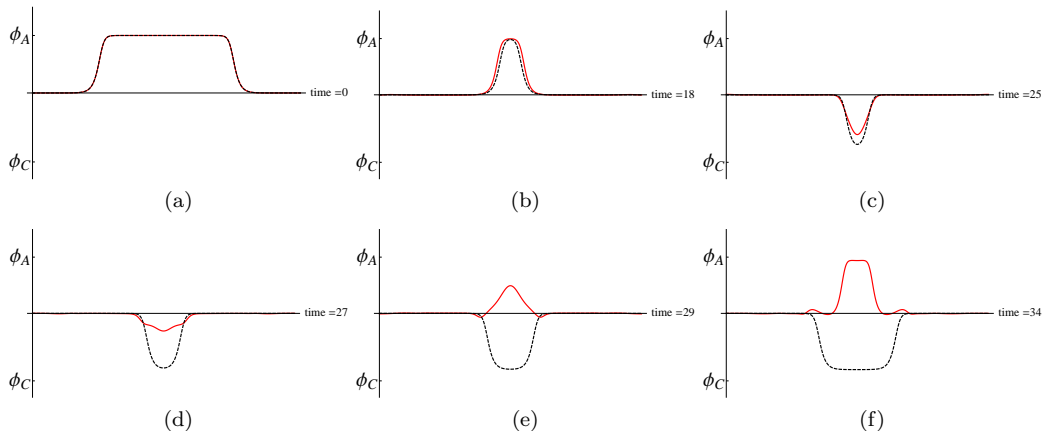 ϕA
time =0
ϕC
(a)
ϕA
time =18
ϕC
(b)
ϕA
time =25
ϕC
(c)
ϕA
time =27
ϕC
(d)
ϕA
time =29
ϕC
(e)
ϕA
time =34
ϕC
(f)